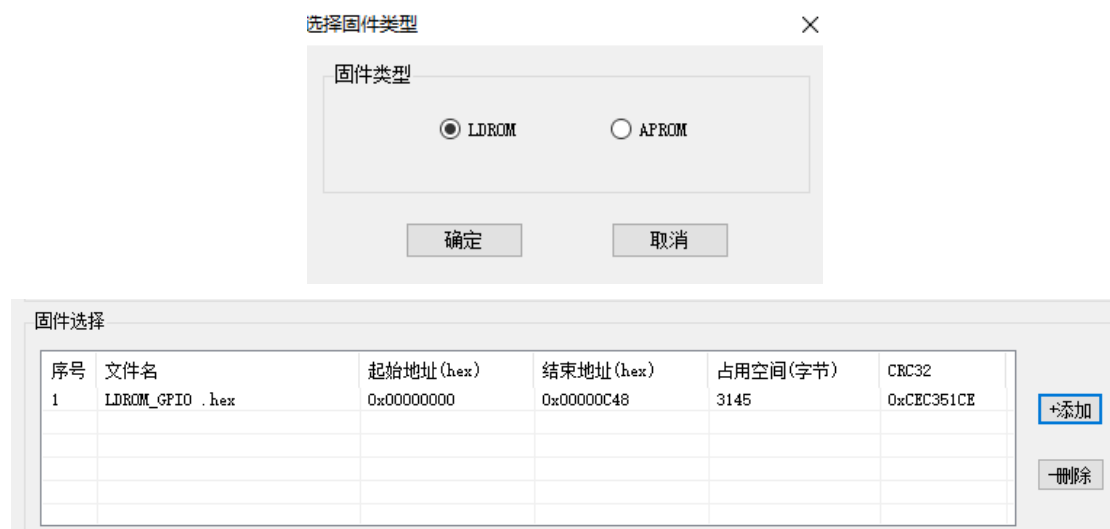 选择固件类型
固件类型
LDROM APROM
确定 取消
固件选择
序号 文件名 起始地址(hex) 结束地址(hex) 占用空间(字节) CRC32
1 LDROM_GPIO .hex 0x00000000 0x00000C48 3145 0xCEC351CE
+添加
-删除